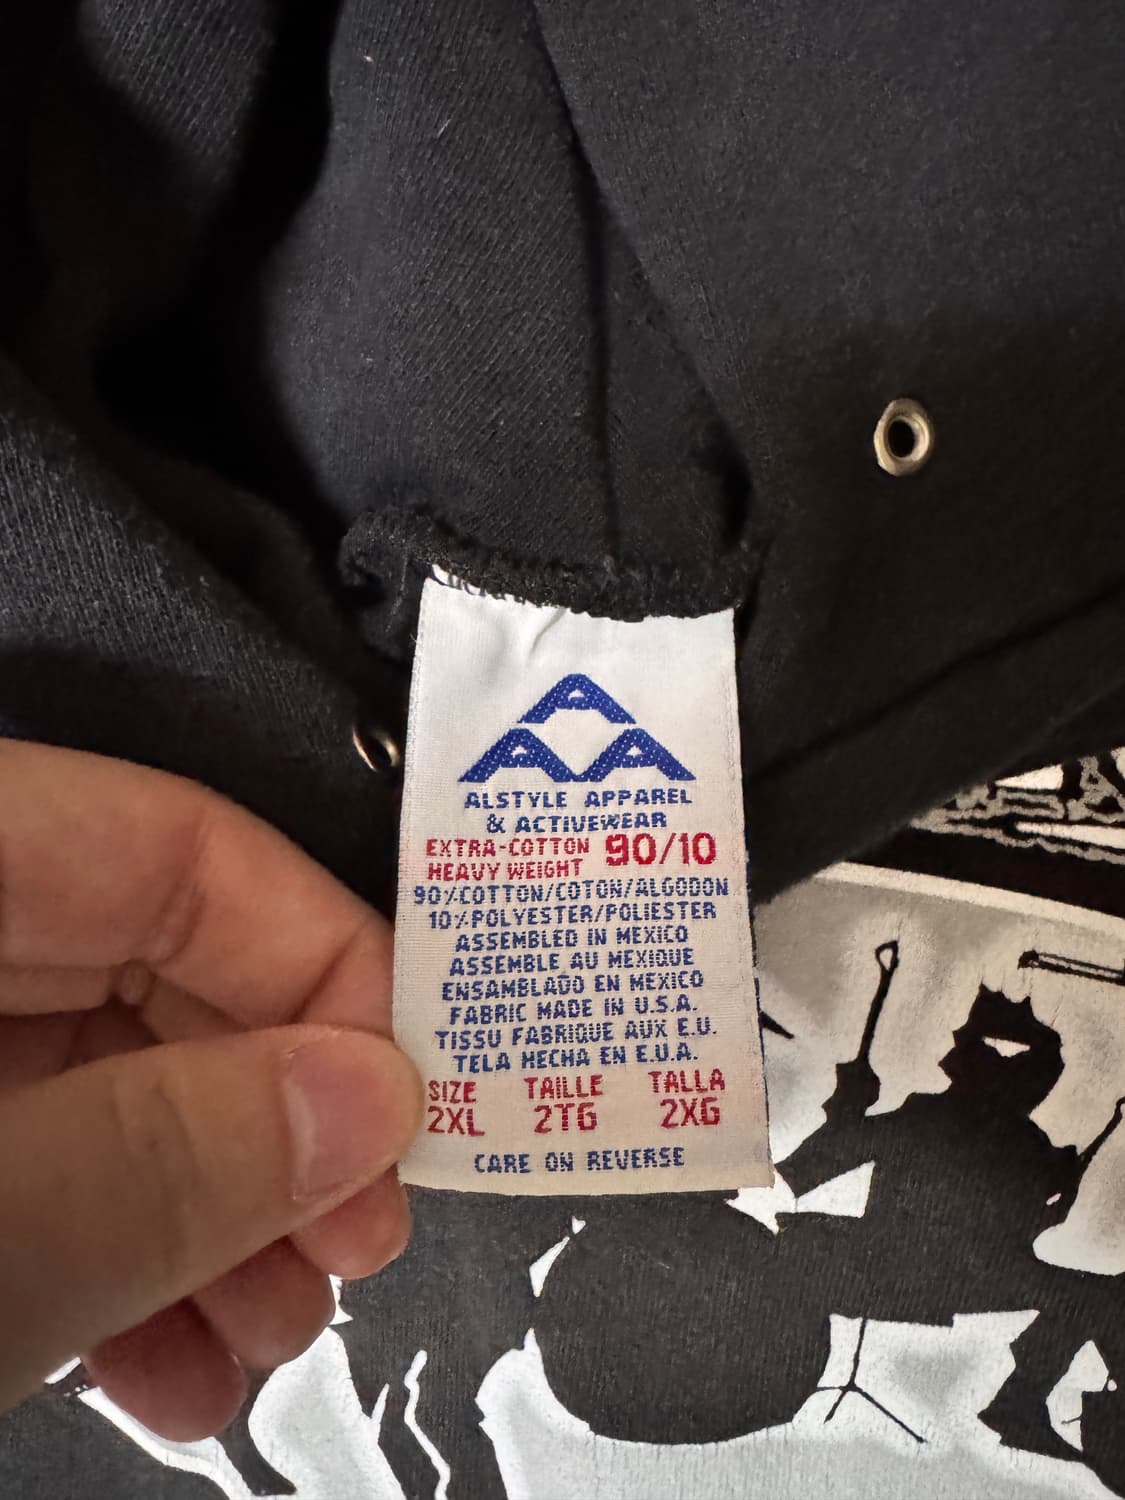 A
A A
ALSTYLE APPAREL
& ACTIVEWEAR
EXTRA-COTTON 90/10
HEAVY WEIGHT
90%COTTON/COTON/ALGODON
10%POLYESTER/POLIESTER
ASSEMBLED IN MEXICO
ASSEMBLE AU MEXIQUE
ENSAMBLADO EN MEXICO
FABRIC MADE IN U.S.A.
TISSU FABRIQUE AUX E.U.
TELA HECHA EN E.U.A.
SIZE TAILLE TALLA
2XL 2TG 2XG
CARE ON REVERSE